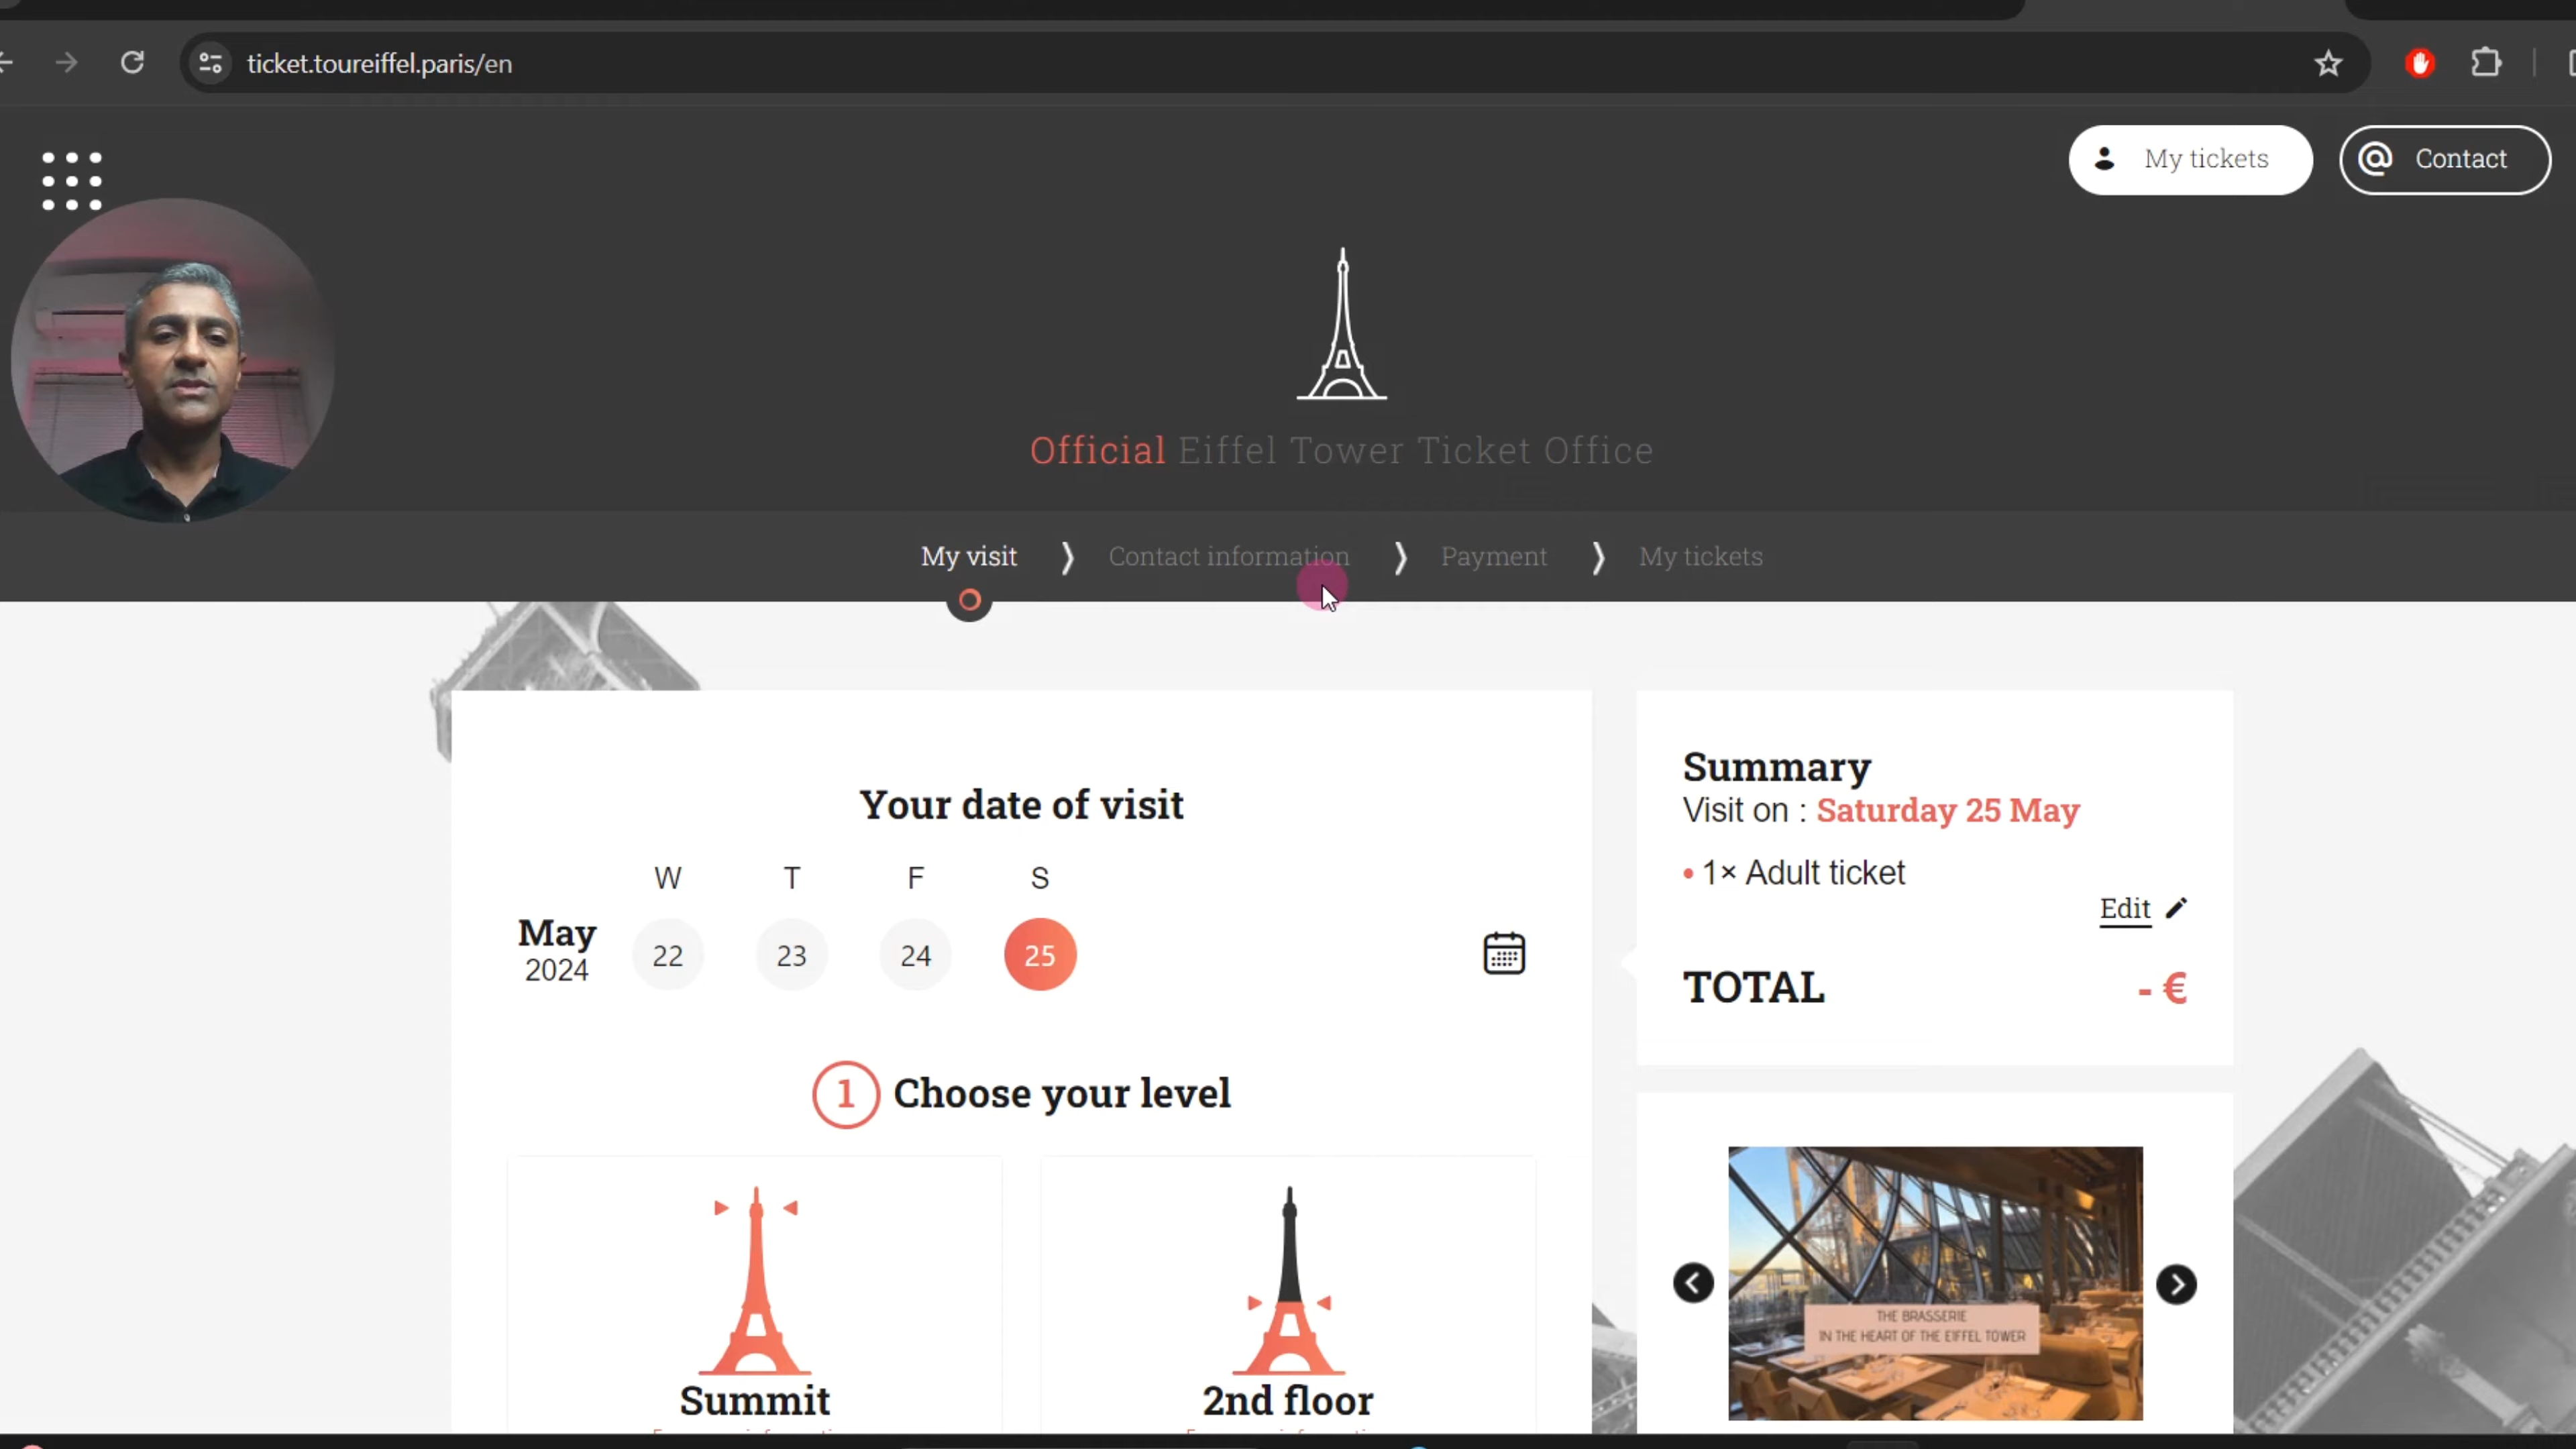 ticket.toureiffel.paris/en
My tickets
Contact
Official Eiffel Tower Ticket Office
My visit
Contact information
Payment
My tickets
Your date of visit
W T F S
May
2024
22 23 24 25
1 Choose your level
Summit
2nd floor
Summary
Visit on : Saturday 25 May
• 1× Adult ticket
Edit
TOTAL - €
THE BRASSERIE
IN THE HEART OF THE EIFFEL TOWER